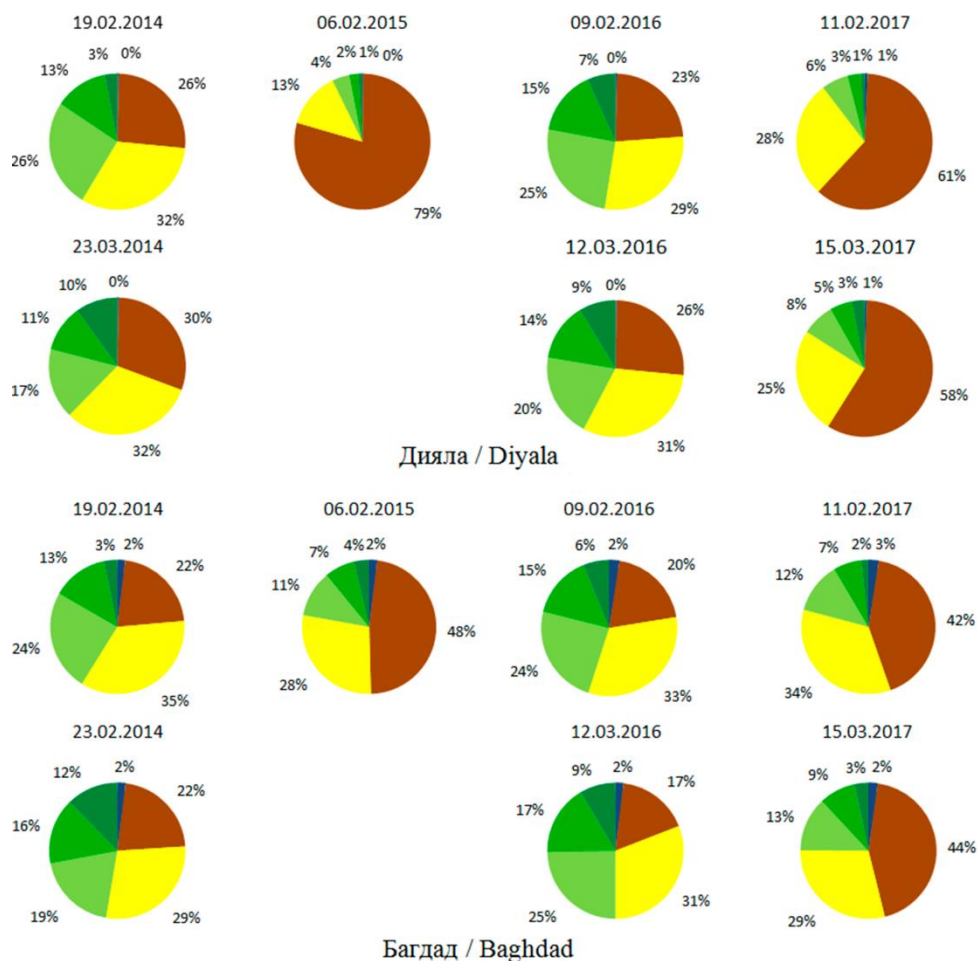 19.02.2014 06.02.2015 09.02.2016 11.02.2017
3% 0% 26% 32% 26% 13%
2% 1% 0% 79% 13% 4%
7% 0% 23% 29% 25% 15%
3% 1% 1% 61% 28% 6%
23.03.2014 12.03.2016 15.03.2017
10% 0% 30% 32% 17% 11%
9% 0% 26% 31% 20% 14%
5% 3% 1% 58% 25% 8%
Дияла / Diyala
19.02.2014 06.02.2015 09.02.2016 11.02.2017
3% 2% 22% 35% 24% 13%
4% 2% 48% 28% 11% 7%
6% 2% 20% 33% 24% 15%
2% 3% 42% 34% 12% 7%
23.02.2014 12.03.2016 15.03.2017
12% 2% 22% 29% 19% 16%
9% 2% 17% 31% 25% 17%
3% 2% 44% 29% 13% 9%
Багдад / Baghdad